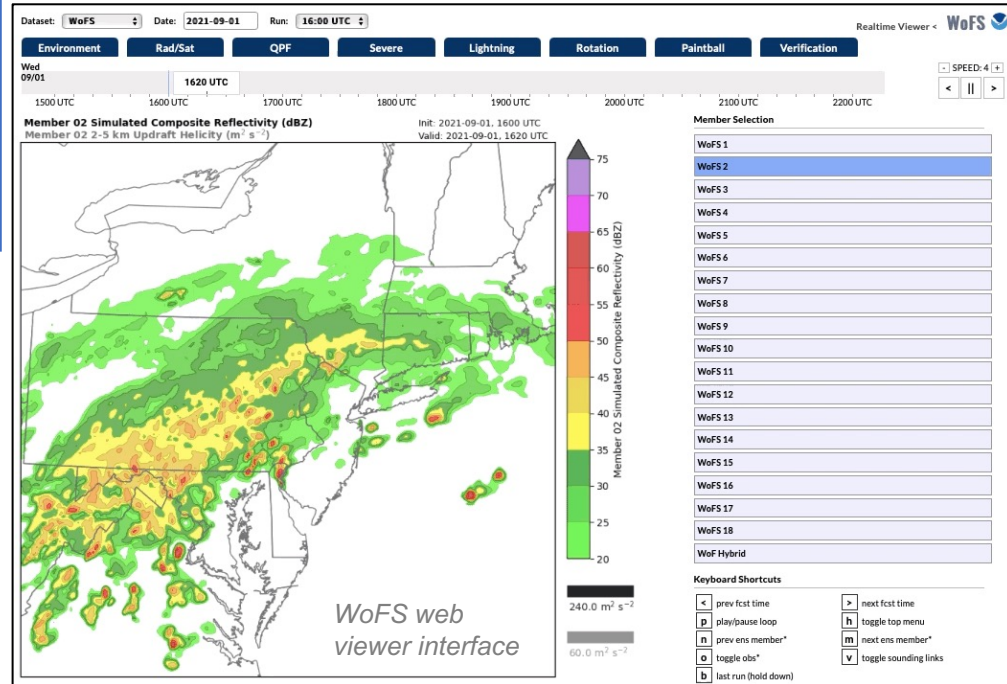 Dataset: WoFS Date: 2021-09-01 Run: 16:00 UTC
Realtime Viewer < WoFS
Environment Rad/Sat QPF Severe Lightning Rotation Paintball Verification
Wed
09/01
1620 UTC
- SPEED: 4 +
< || >
1500 UTC 1600 UTC 1700 UTC 1800 UTC 1900 UTC 2000 UTC 2100 UTC 2200 UTC
Member 02 Simulated Composite Reflectivity (dBZ) Init: 2021-09-01, 1600 UTC
Member 02 2-5 km Updraft Helicity (m² s⁻²) Valid: 2021-09-01, 1620 UTC
75
70
65
60
55
50
45
40
35
30
25
20
Member 02 Simulated Composite Reflectivity (dBZ)
240.0 m² s⁻²
60.0 m² s⁻²
WoFS web
viewer interface
Member Selection
WoFS 1
WoFS 2
WoFS 3
WoFS 4
WoFS 5
WoFS 6
WoFS 7
WoFS 8
WoFS 9
WoFS 10
WoFS 11
WoFS 12
WoFS 13
WoFS 14
WoFS 15
WoFS 16
WoFS 17
WoFS 18
WoF Hybrid
Keyboard Shortcuts
< prev fcst time > next fcst time
p play/pause loop h toggle top menu
n prev ens member* m next ens member*
o toggle obs* v toggle sounding links
b last run (hold down)